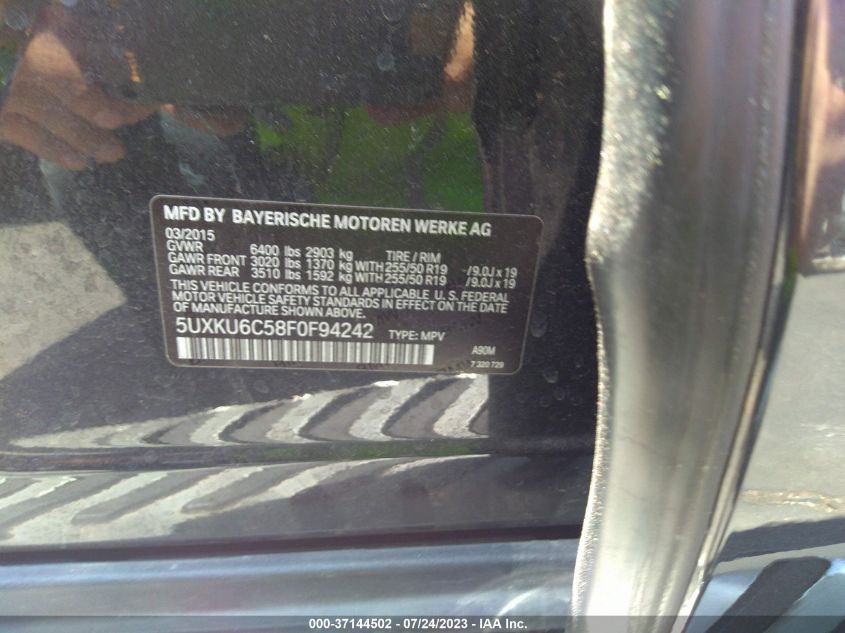 MFD BY BAYERISCHE MOTOREN WERKE AG
03/2015
GVWR 6400 lbs 2903 kg TIRE / RIM
GAWR FRONT 3020 lbs 1370 kg WITH 255/50 R19 -/9.0J x 19
GAWR REAR 3510 lbs 1592 kg WITH 255/50 R19 /9.0J x 19
THIS VEHICLE CONFORMS TO ALL APPLICABLE U. S. FEDERAL
MOTOR VEHICLE SAFETY STANDARDS IN EFFECT ON THE DATE
OF MANUFACTURE SHOWN ABOVE.
5UXKU6C58F0F94242 TYPE: MPV
A90M
7 320 729
000-37144502 - 07/24/2023 - IAAI.com